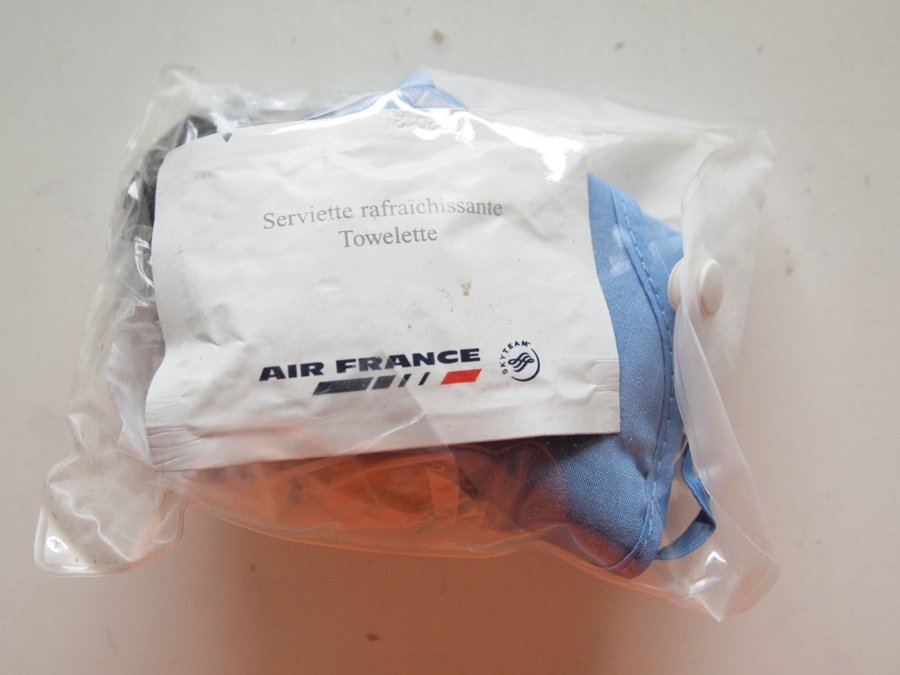 Serviette rafraîchissante
Towelette
AIR FRANCE
SKYTEAM